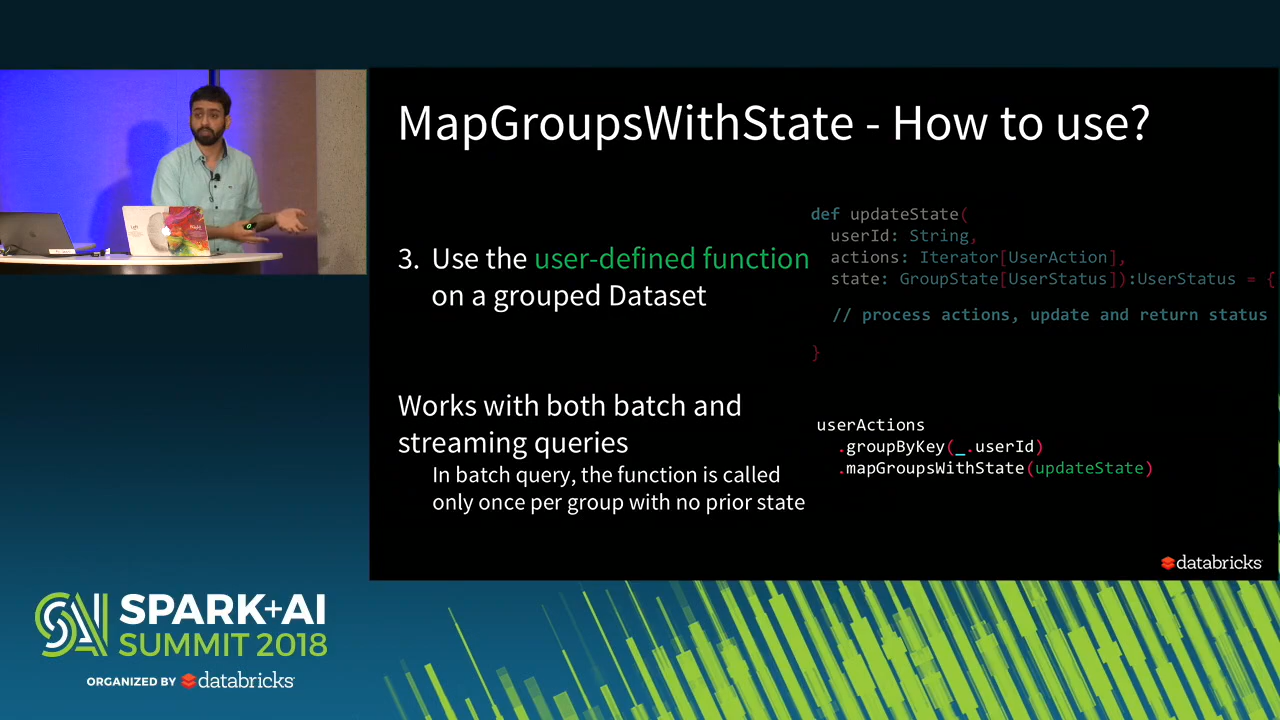 MapGroupsWithState - How to use?
3. Use the user-defined function
on a grouped Dataset
Works with both batch and
streaming queries
In batch query, the function is called
only once per group with no prior state
def updateState(
userId: String,
actions: Iterator[UserAction],
state: GroupState[UserStatus]):UserStatus = {
// process actions, update and return status
}
userActions
.groupByKey(_.userId)
.mapGroupsWithState(updateState)
databricks
SPARK+AI
SUMMIT 2018
ORGANIZED BY databricks